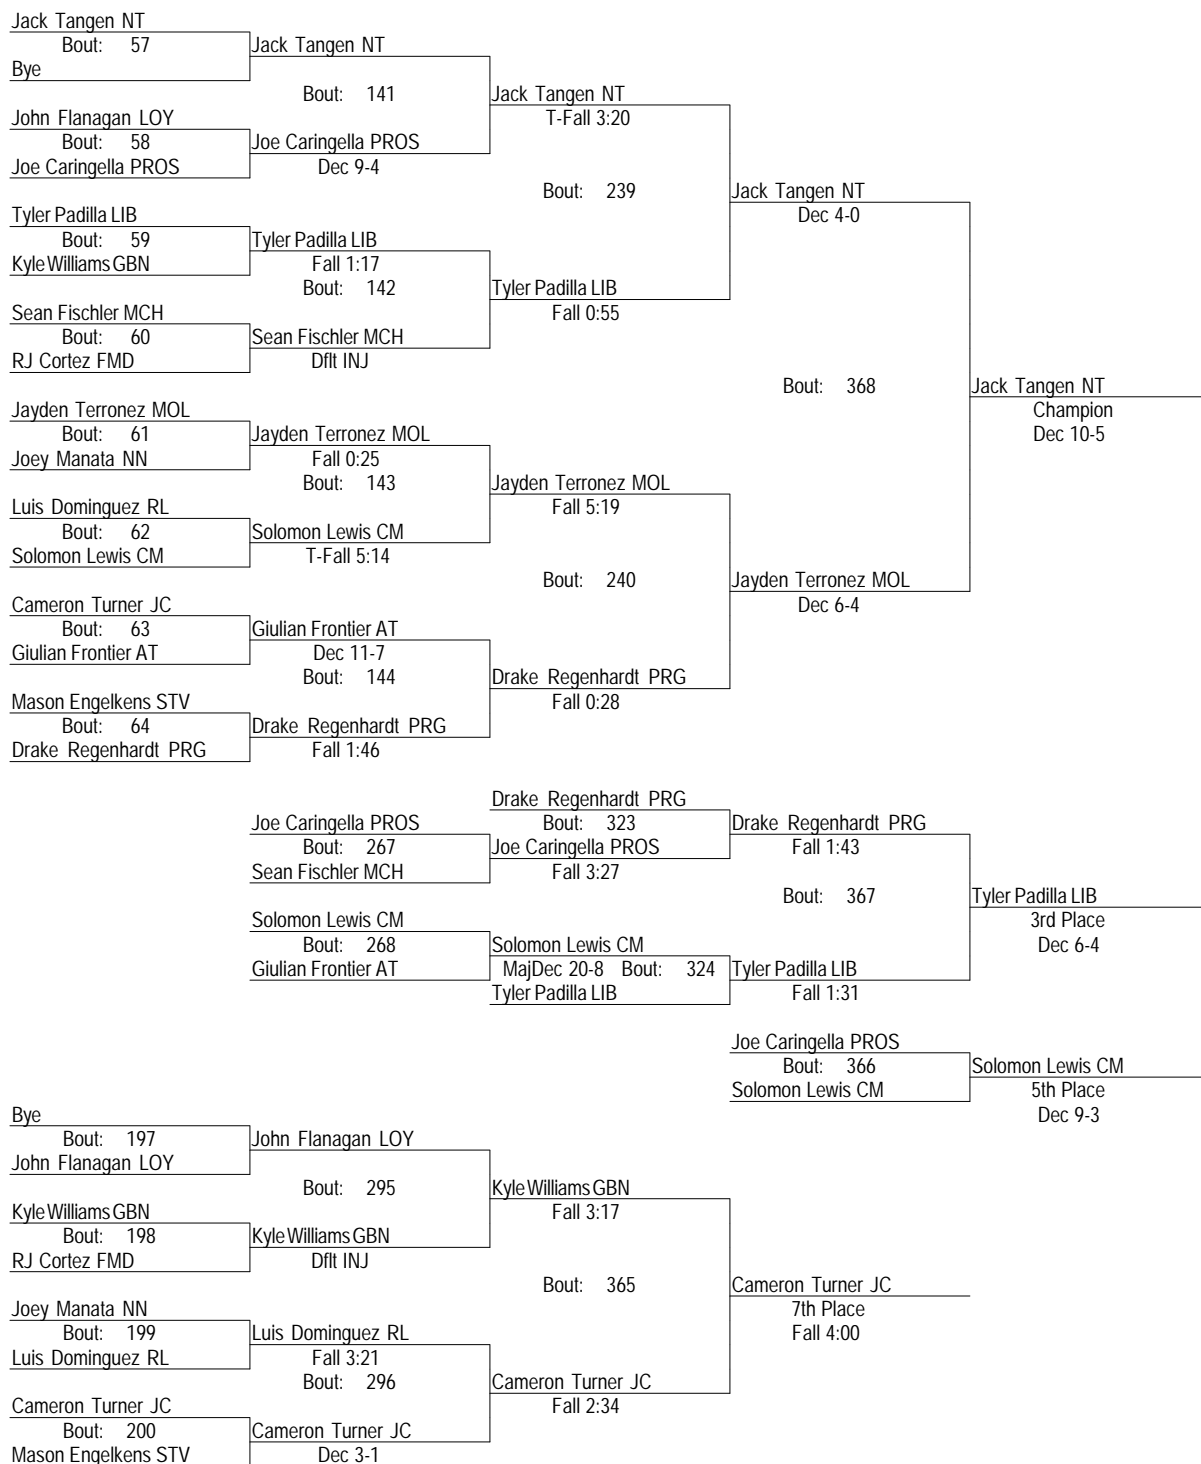 Jack Tangen NT
Bout: 57 Jack Tangen NT
Bye
Bout: 141 Jack Tangen NT
John Flanagan LOY T-Fall 3:20
Bout: 58 Joe Caringella PROS
Joe Caringella PROS Dec 9-4
Bout: 239 Jack Tangen NT
Tyler Padilla LIB Dec 4-0
Bout: 59 Tyler Padilla LIB
Kyle Williams GBN Fall 1:17
Bout: 142 Tyler Padilla LIB
Sean Fischler MCH Fall 0:55
Bout: 60 Sean Fischler MCH
RJ Cortez FMD Dflt INJ
Bout: 368 Jack Tangen NT
Jayden Terronez MOL Champion
Bout: 61 Jayden Terronez MOL Dec 10-5
Joey Manata NN Fall 0:25
Bout: 143 Jayden Terronez MOL
Luis Dominguez RL Fall 5:19
Bout: 62 Solomon Lewis CM
Solomon Lewis CM T-Fall 5:14
Bout: 240 Jayden Terronez MOL
Cameron Turner JC Dec 6-4
Bout: 63 Giulian Frontier AT
Giulian Frontier AT Dec 11-7
Bout: 144 Drake Regenhardt PRG
Mason Engelkens STV Fall 0:28
Bout: 64 Drake Regenhardt PRG
Drake Regenhardt PRG Fall 1:46
Drake Regenhardt PRG
Joe Caringella PROS Bout: 323 Drake Regenhardt PRG
Bout: 267 Joe Caringella PROS Fall 1:43
Sean Fischler MCH Fall 3:27
Bout: 367 Tyler Padilla LIB
Solomon Lewis CM 3rd Place
Bout: 268 Solomon Lewis CM Dec 6-4
Giulian Frontier AT MajDec 20-8 Bout: 324 Tyler Padilla LIB
Tyler Padilla LIB Fall 1:31
Joe Caringella PROS
Bout: 366 Solomon Lewis CM
Solomon Lewis CM 5th Place
Bye Dec 9-3
Bout: 197 John Flanagan LOY
John Flanagan LOY
Bout: 295 Kyle Williams GBN
Kyle Williams GBN Fall 3:17
Bout: 198 Kyle Williams GBN
RJ Cortez FMD Dflt INJ
Bout: 365 Cameron Turner JC
Joey Manata NN 7th Place
Bout: 199 Luis Dominguez RL Fall 4:00
Luis Dominguez RL Fall 3:21
Bout: 296 Cameron Turner JC
Cameron Turner JC Fall 2:34
Bout: 200 Cameron Turner JC
Mason Engelkens STV Dec 3-1